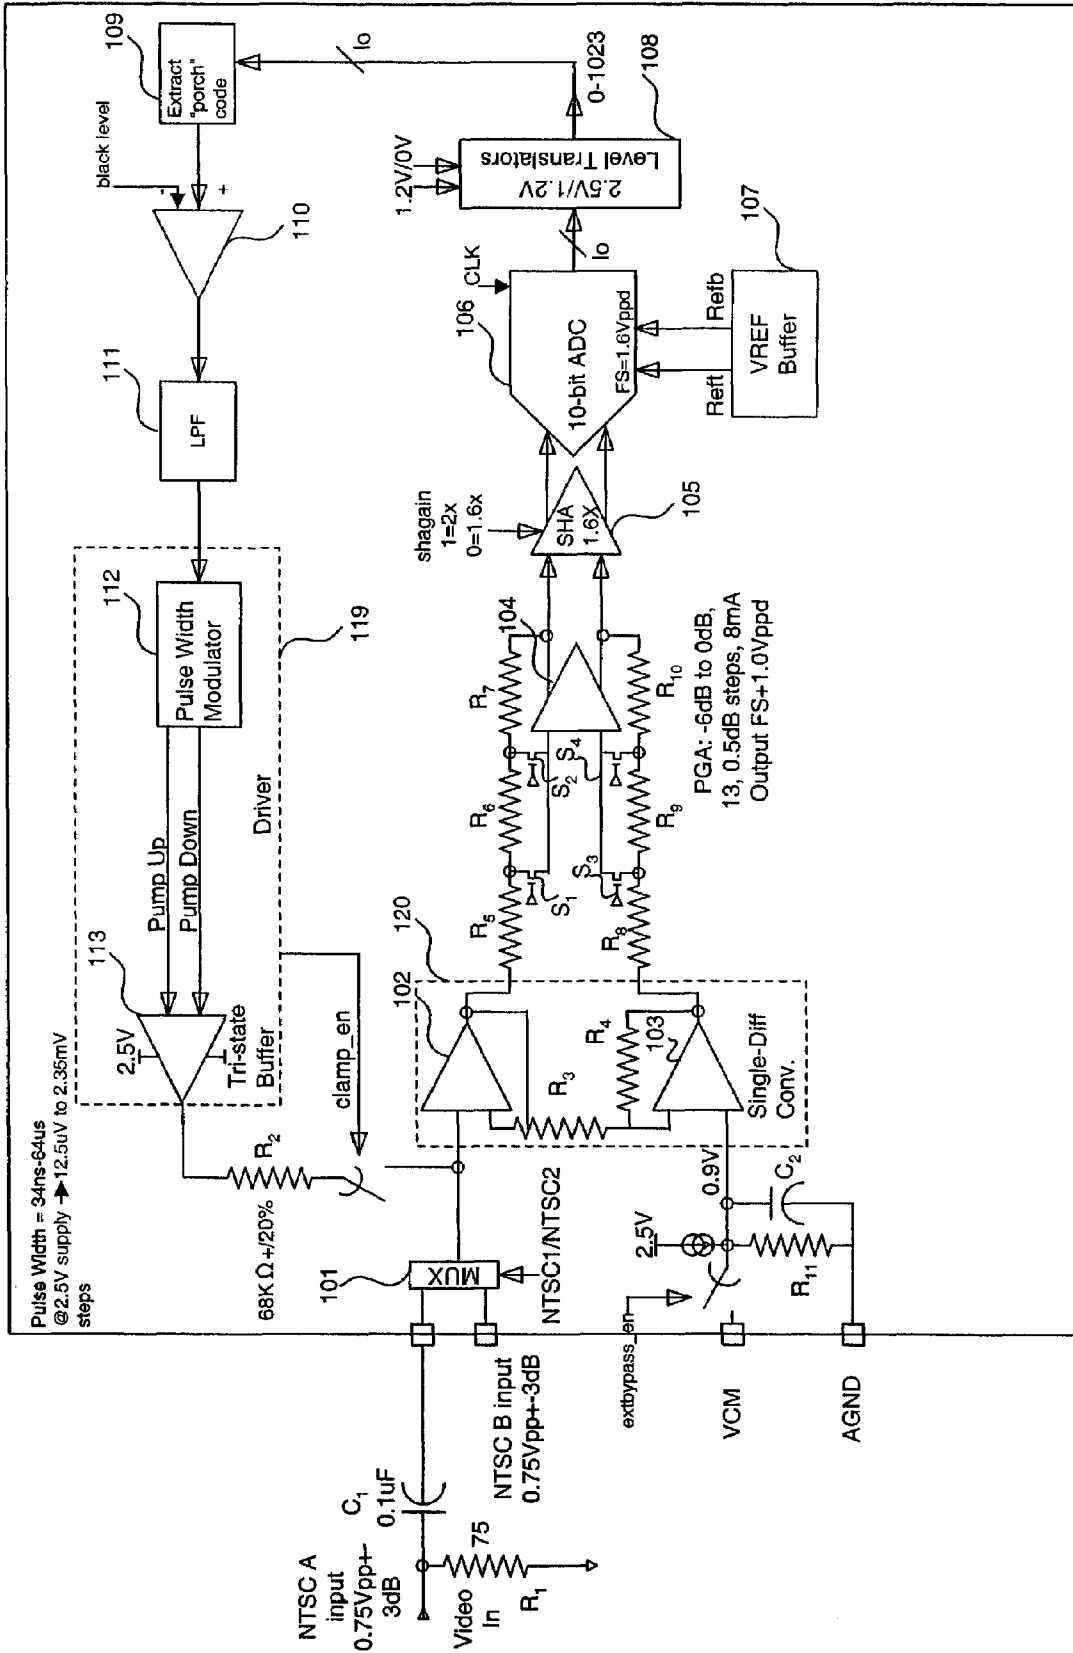 Pulse Width = 34ns-64us
@2.5V supply → 12.5uV to 2.35mV
steps
113
2.5V
Tri-state
Buffer
Pump Up
Pump Down
Driver
112
Pulse Width
Modulator
119
111
LPF
110
black level
-
+
109
Extract
"porch"
code
Io
68K Ω+/20%
R2
clamp_en
NTSC A
input
0.75Vpp+-
3dB
Video
In
75
R1
C1
0.1uF
NTSC B input
0.75Vpp+-3dB
101
MUX
NTSC1/NTSC2
102
120
R3
R4
103
Single-Diff
Conv.
extbypass_en
VCM
AGND
2.5V
0.9V
R11
C2
R5
R6
R7
S1
S2
S3
S4
R8
R9
R10
104
PGA: -6dB to 0dB,
13, 0.5dB steps, 8mA
Output FS+1.0Vppd
shagain
1=2x
0=1.6x
SHA
1.6X
105
106
CLK
10-bit ADC
FS=1.6Vppd
Reft
Refb
VREF
Buffer
107
Io
1.2V/0V
2.5V/1.2V
Level Translators
108
0-1023